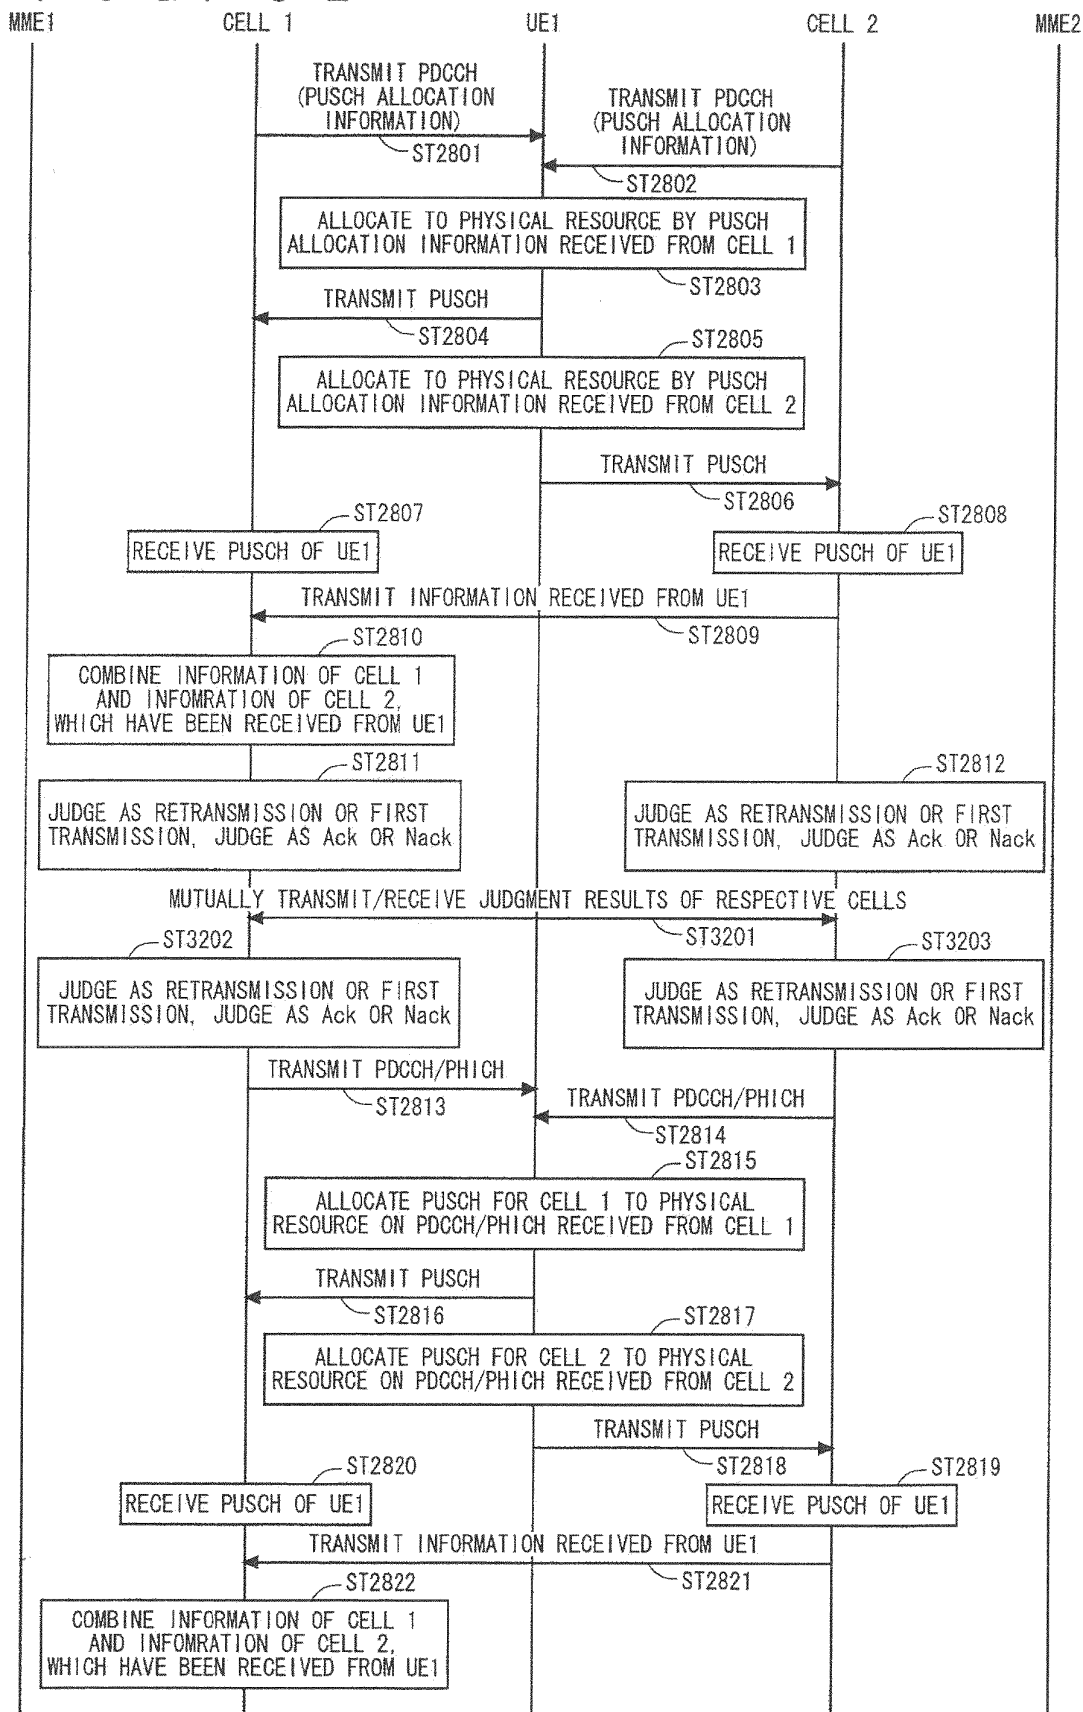 MME1
CELL 1
UE1
CELL 2
MME2
TRANSMIT PDCCH
(PUSCH ALLOCATION
INFORMATION)
ST2801
TRANSMIT PDCCH
(PUSCH ALLOCATION
INFORMATION)
ST2802
ALLOCATE TO PHYSICAL RESOURCE BY PUSCH
ALLOCATION INFORMATION RECEIVED FROM CELL 1
ST2803
TRANSMIT PUSCH
ST2804
ST2805
ALLOCATE TO PHYSICAL RESOURCE BY PUSCH
ALLOCATION INFORMATION RECEIVED FROM CELL 2
TRANSMIT PUSCH
ST2806
ST2807
RECEIVE PUSCH OF UE1
ST2808
RECEIVE PUSCH OF UE1
TRANSMIT INFORMATION RECEIVED FROM UE1
ST2809
ST2810
COMBINE INFORMATION OF CELL 1
AND INFOMRATION OF CELL 2,
WHICH HAVE BEEN RECEIVED FROM UE1
ST2811
JUDGE AS RETRANSMISSION OR FIRST
TRANSMISSION, JUDGE AS Ack OR Nack
ST2812
JUDGE AS RETRANSMISSION OR FIRST
TRANSMISSION, JUDGE AS Ack OR Nack
MUTUALLY TRANSMIT/RECEIVE JUDGMENT RESULTS OF RESPECTIVE CELLS
ST3201
ST3202
JUDGE AS RETRANSMISSION OR FIRST
TRANSMISSION, JUDGE AS Ack OR Nack
ST3203
JUDGE AS RETRANSMISSION OR FIRST
TRANSMISSION, JUDGE AS Ack OR Nack
TRANSMIT PDCCH/PHICH
ST2813
TRANSMIT PDCCH/PHICH
ST2814
ST2815
ALLOCATE PUSCH FOR CELL 1 TO PHYSICAL
RESOURCE ON PDCCH/PHICH RECEIVED FROM CELL 1
TRANSMIT PUSCH
ST2816
ST2817
ALLOCATE PUSCH FOR CELL 2 TO PHYSICAL
RESOURCE ON PDCCH/PHICH RECEIVED FROM CELL 2
TRANSMIT PUSCH
ST2818
ST2820
RECEIVE PUSCH OF UE1
ST2819
RECEIVE PUSCH OF UE1
TRANSMIT INFORMATION RECEIVED FROM UE1
ST2821
ST2822
COMBINE INFORMATION OF CELL 1
AND INFOMRATION OF CELL 2,
WHICH HAVE BEEN RECEIVED FROM UE1